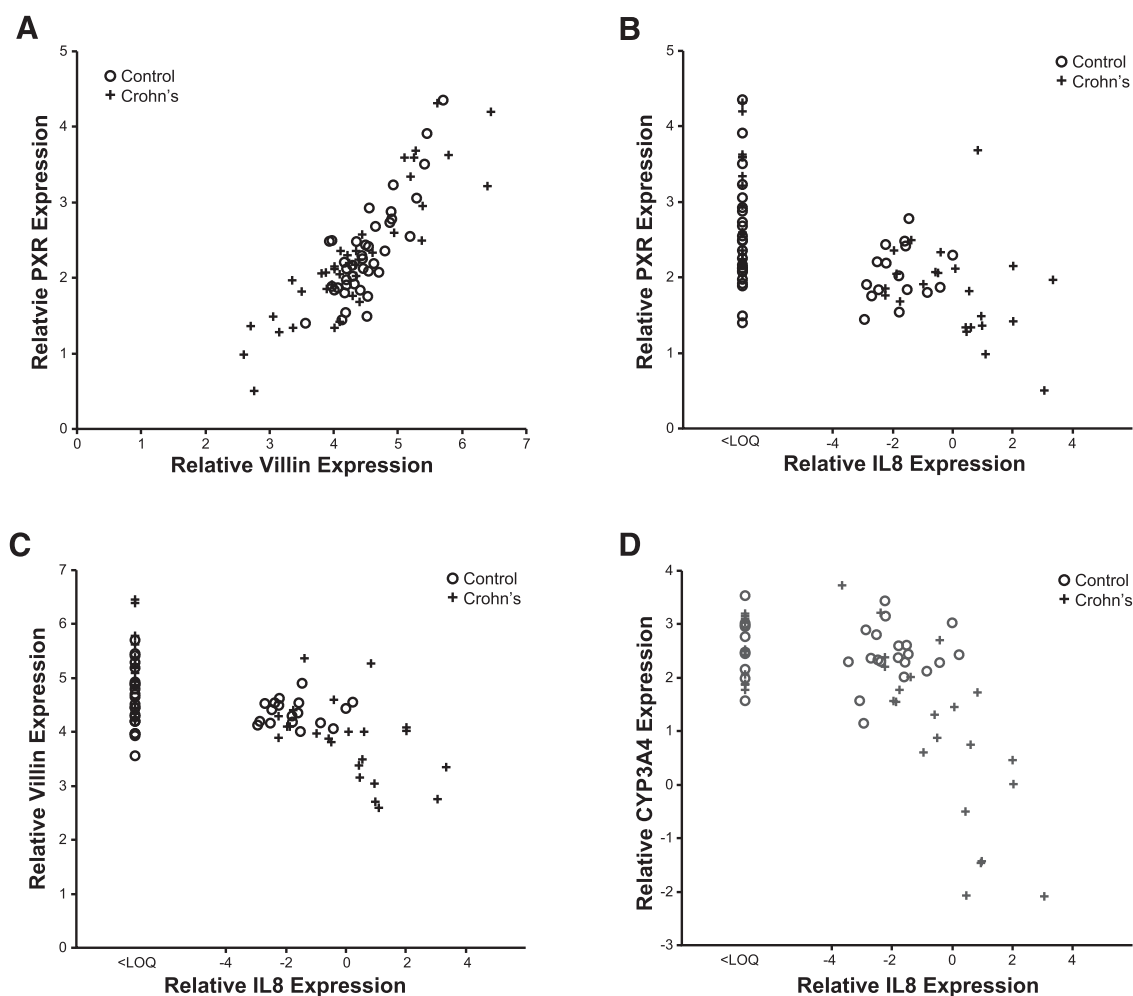 A
5
Control
Crohn's
4
3
2
1
0
Relatvie PXR Expression
0 1 2 3 4 5 6 7
Relative Villin Expression
B
5
Control
Crohn's
4
3
2
1
0
Relative PXR Expression
<LOQ -4 -2 0 2 4
Relative IL8 Expression
C
7
Control
Crohn's
6
5
4
3
2
1
0
Relative Villin Expression
<LOQ -4 -2 0 2 4
Relative IL8 Expression
D
4
Control
Crohn's
3
2
1
0
-1
-2
-3
Relative CYP3A4 Expression
<LOQ -4 -2 0 2 4
Relative IL8 Expression